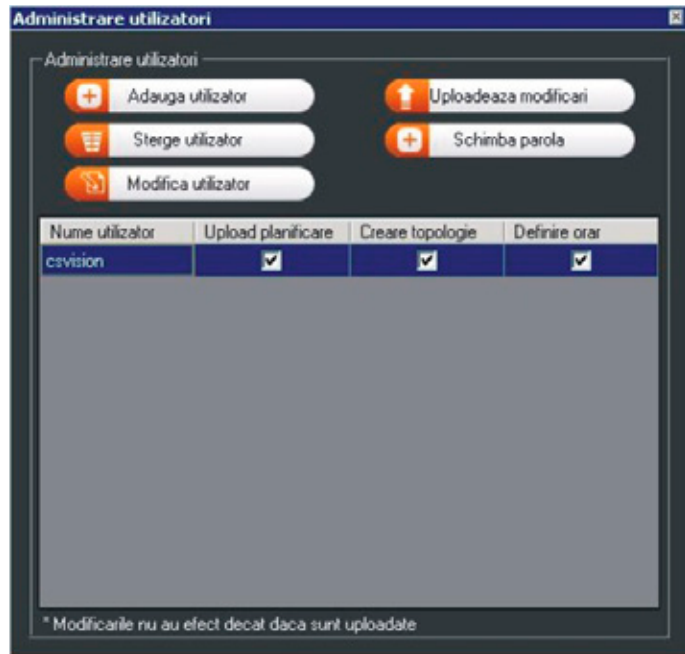 Administrare utilizatori
Administrare utilizatori
Adauga utilizator
Uploadeaza modificari
Sterge utilizator
Schimba parola
Modifica utilizator
Nume utilizator Upload planificare Creare topologie Definire orar
csvision
* Modificarile nu au efect decat daca sunt uploadate